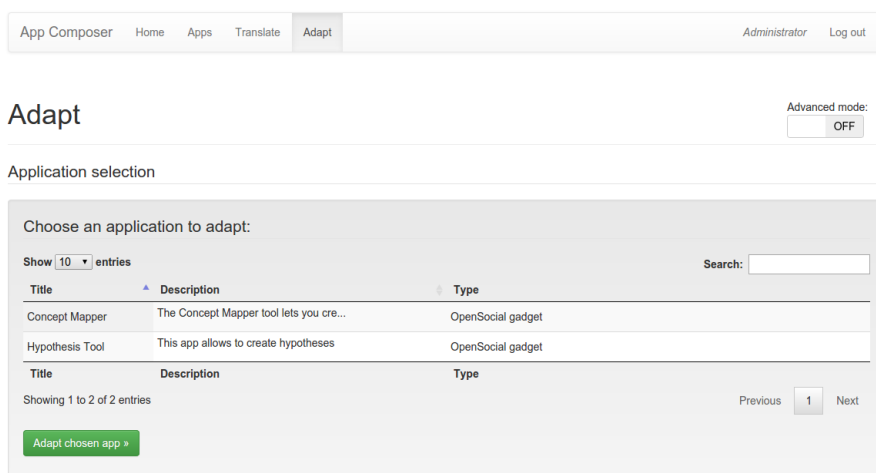 App Composer Home Apps Translate Adapt Administrator Log out
Adapt
Advanced mode:
OFF
Application selection
Choose an application to adapt:
Show 10 entries Search:
Title Description Type
Concept Mapper The Concept Mapper tool lets you cre... OpenSocial gadget
Hypothesis Tool This app allows to create hypotheses OpenSocial gadget
Title Description Type
Showing 1 to 2 of 2 entries Previous 1 Next
Adapt chosen app »